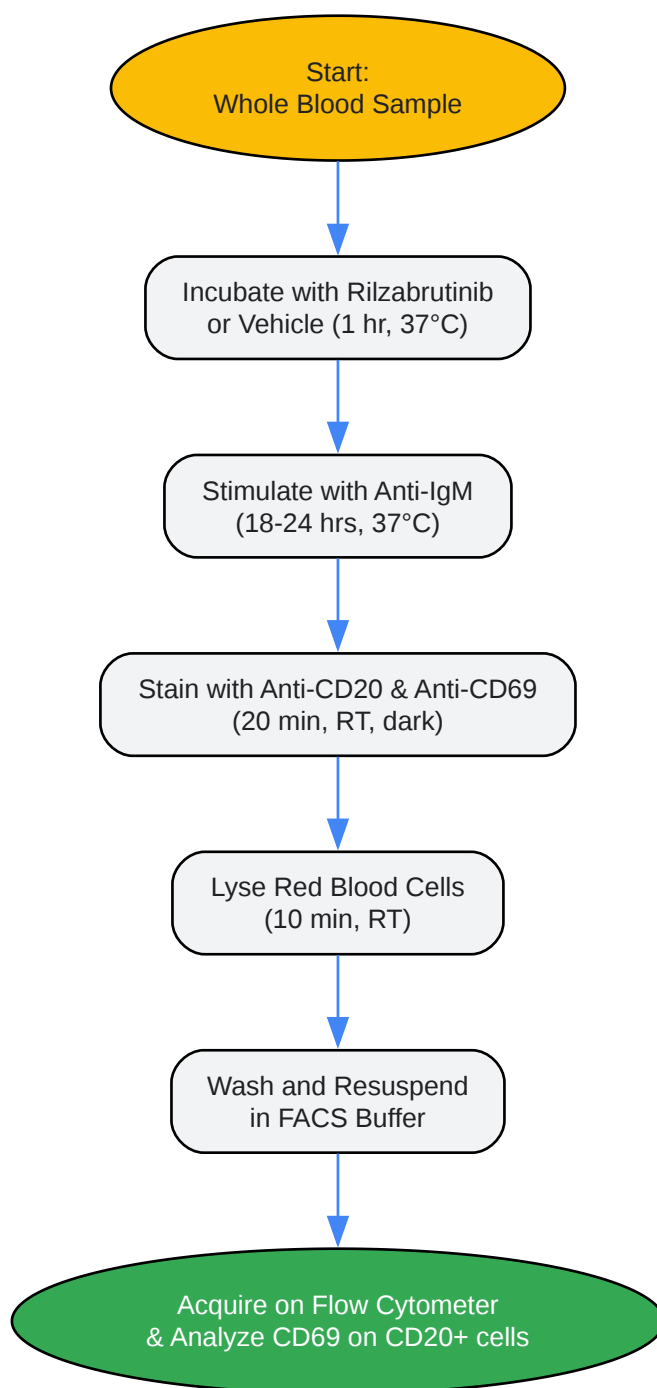 Start:
Whole Blood Sample
Incubate with Rilzabrutinib
or Vehicle (1 hr, 37°C)
Stimulate with Anti-IgM
(18-24 hrs, 37°C)
Stain with Anti-CD20 & Anti-CD69
(20 min, RT, dark)
Lyse Red Blood Cells
(10 min, RT)
Wash and Resuspend
in FACS Buffer
Acquire on Flow Cytometer
& Analyze CD69 on CD20+ cells